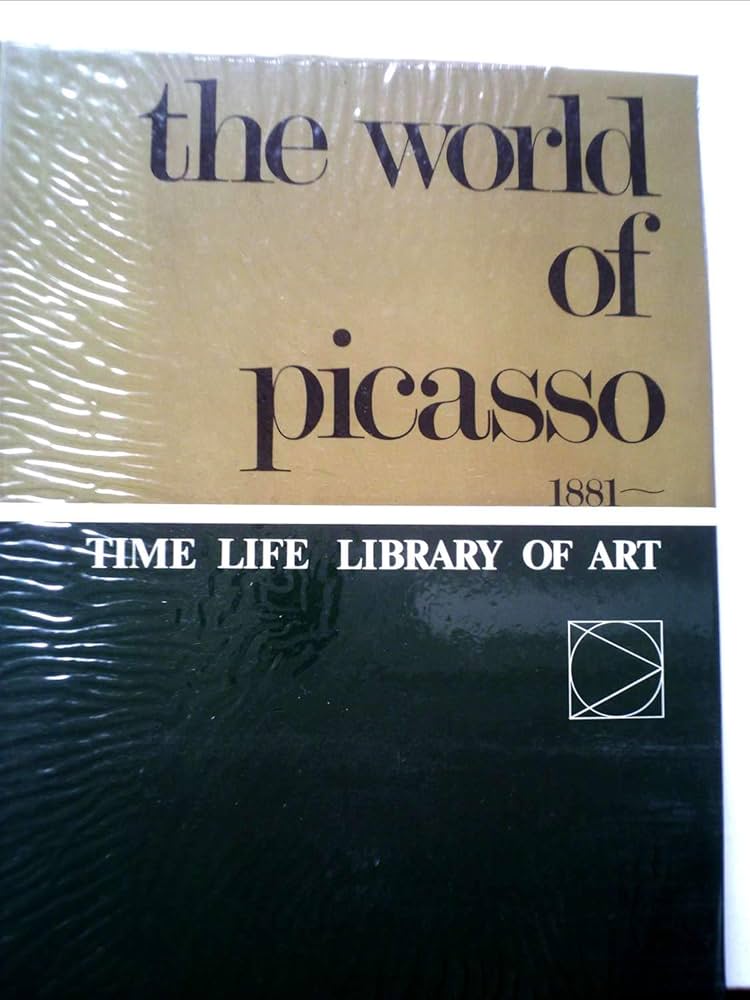 the world
of
picasso
1881~
TIME LIFE LIBRARY OF ART